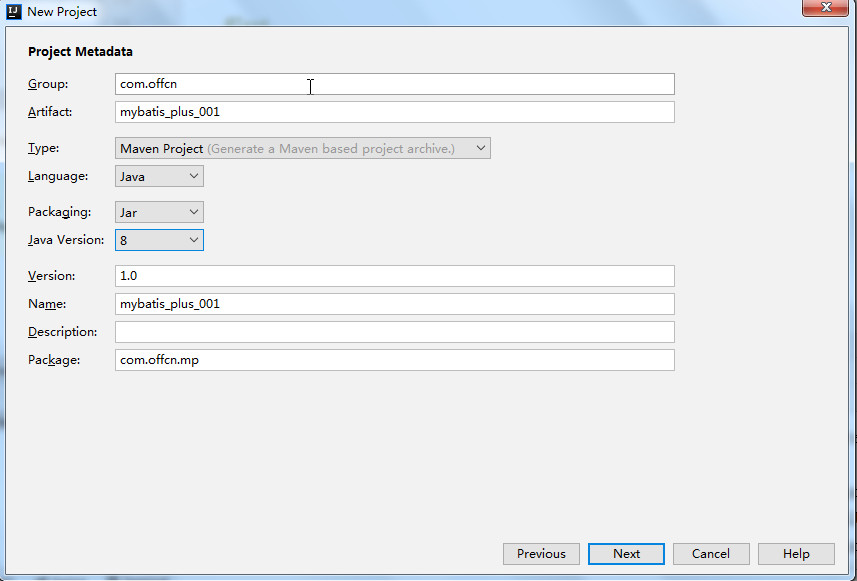 New Project
Project Metadata
Group: com.offcn
Artifact: mybatis_plus_001
Type: Maven Project (Generate a Maven based project archive.)
Language: Java
Packaging: Jar
Java Version: 8
Version: 1.0
Name: mybatis_plus_001
Description:
Package: com.offcn.mp
Previous Next Cancel Help